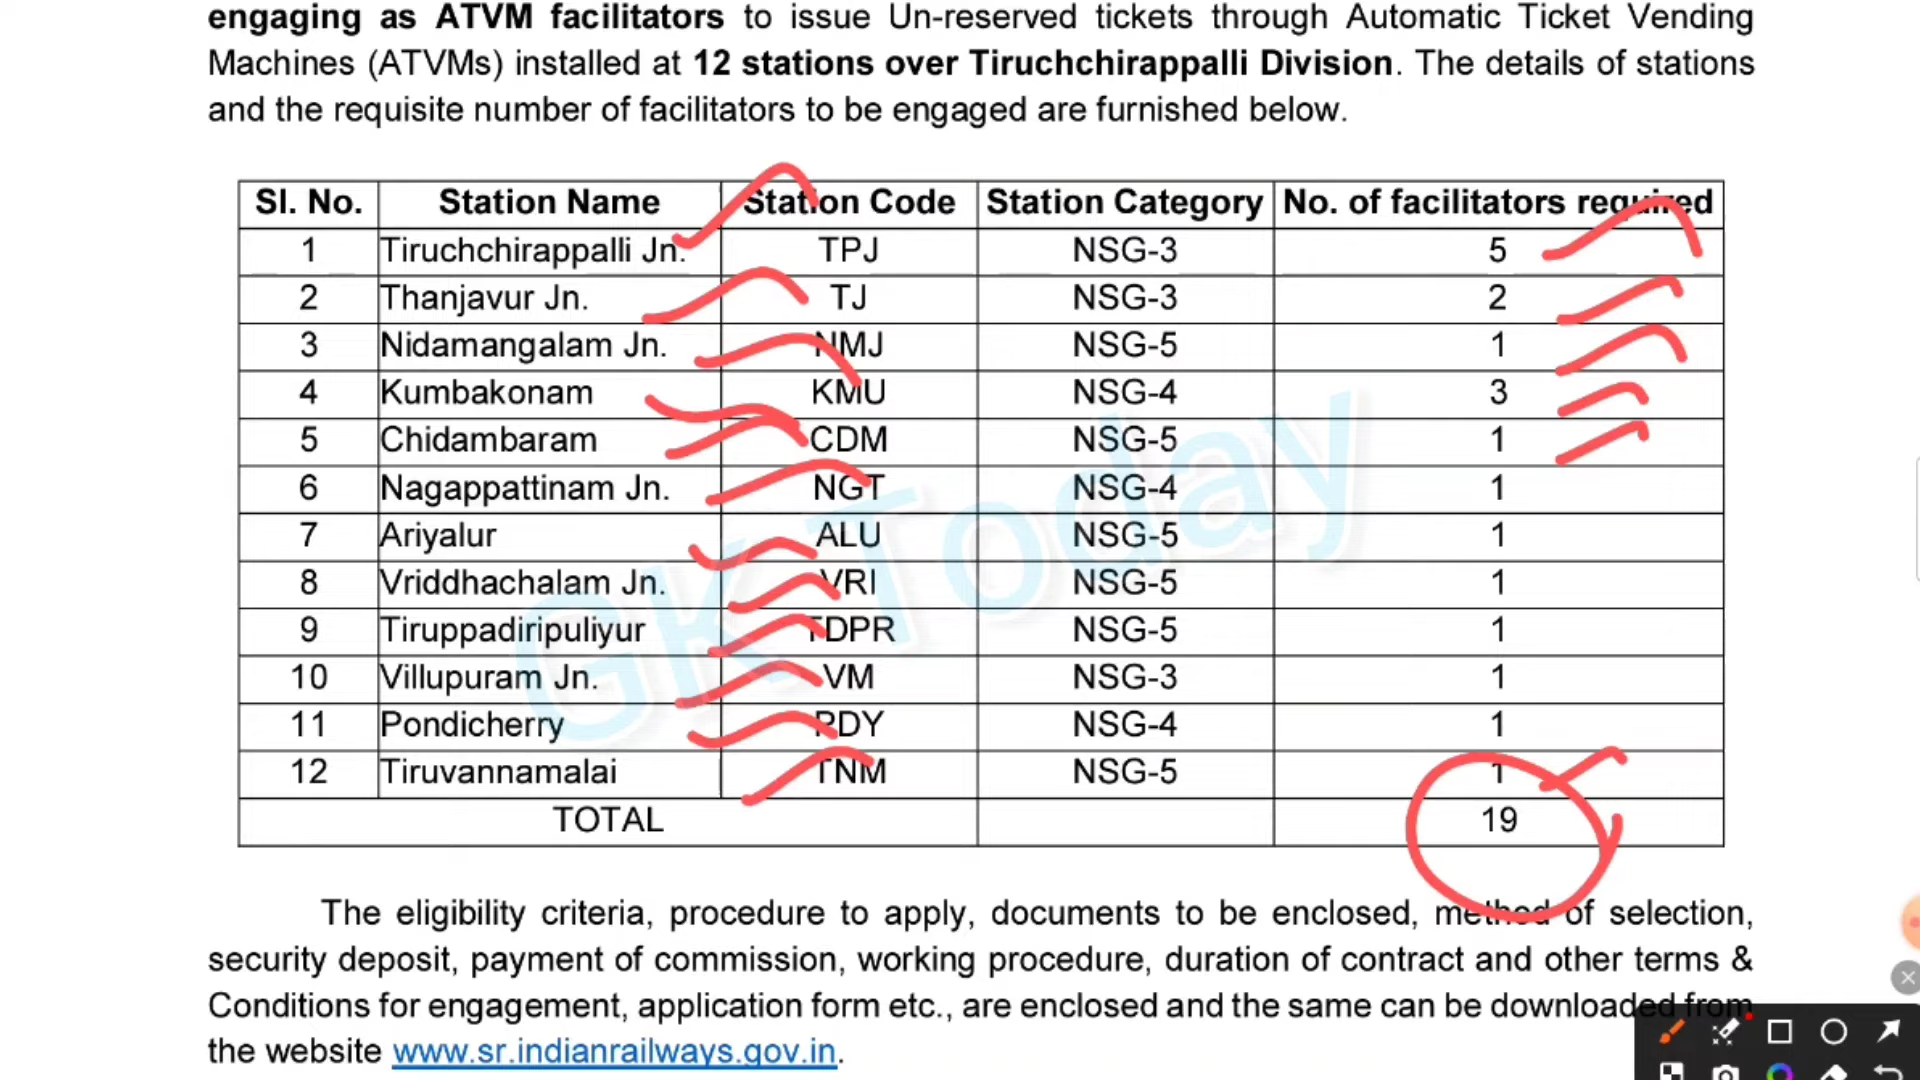 engaging as ATVM facilitators to issue Un-reserved tickets through Automatic Ticket Vending
Machines (ATVMs) installed at 12 stations over Tiruchchirappalli Division. The details of stations
and the requisite number of facilitators to be engaged are furnished below.
Sl. No. Station Name Station Code Station Category No. of facilitators required
1 Tiruchchirappalli Jn. TPJ NSG-3 5
2 Thanjavur Jn. TJ NSG-3 2
3 Nidamangalam Jn. NMJ NSG-5 1
4 Kumbakonam KMU NSG-4 3
5 Chidambaram CDM NSG-5 1
6 Nagappattinam Jn. NGT NSG-4 1
7 Ariyalur ALU NSG-5 1
8 Vriddhachalam Jn. VRI NSG-5 1
9 Tiruppadiripuliyur TDPR NSG-5 1
10 Villupuram Jn. VM NSG-3 1
11 Pondicherry PDY NSG-4 1
12 Tiruvannamalai TNM NSG-5 1
TOTAL 19
GK Today
The eligibility criteria, procedure to apply, documents to be enclosed, method of selection,
security deposit, payment of commission, working procedure, duration of contract and other terms &
Conditions for engagement, application form etc., are enclosed and the same can be downloaded from
the website www.sr.indianrailways.gov.in.